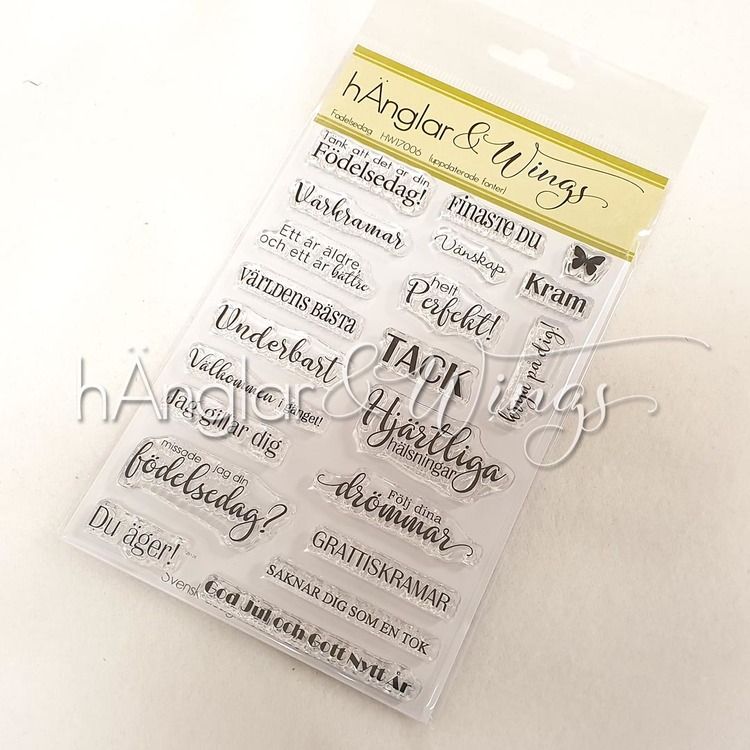 hÄnglar & Wings
Födelsedag HW17006 (uppdaterade fonter)
Tänk att det är din
Födelsedag!
FINASTE DU
Vårkramar
Vänskap
Ett år äldre
och ett år bättre
helt
Perfekt!
Kram
VÄRLDENS BÄSTA
TACK
Underbart
på dig!
hÄnglar & Wings
Välkommen i gänget!
Hjärtliga
hälsningar
Jag gillar dig
missade jag din
födelsedag?
Följ dina
drömmar
Du äger!
GRATTISKRAMAR
SAKNAR DIG SOM EN TOK
Svensk
God Jul och Gott Nytt År